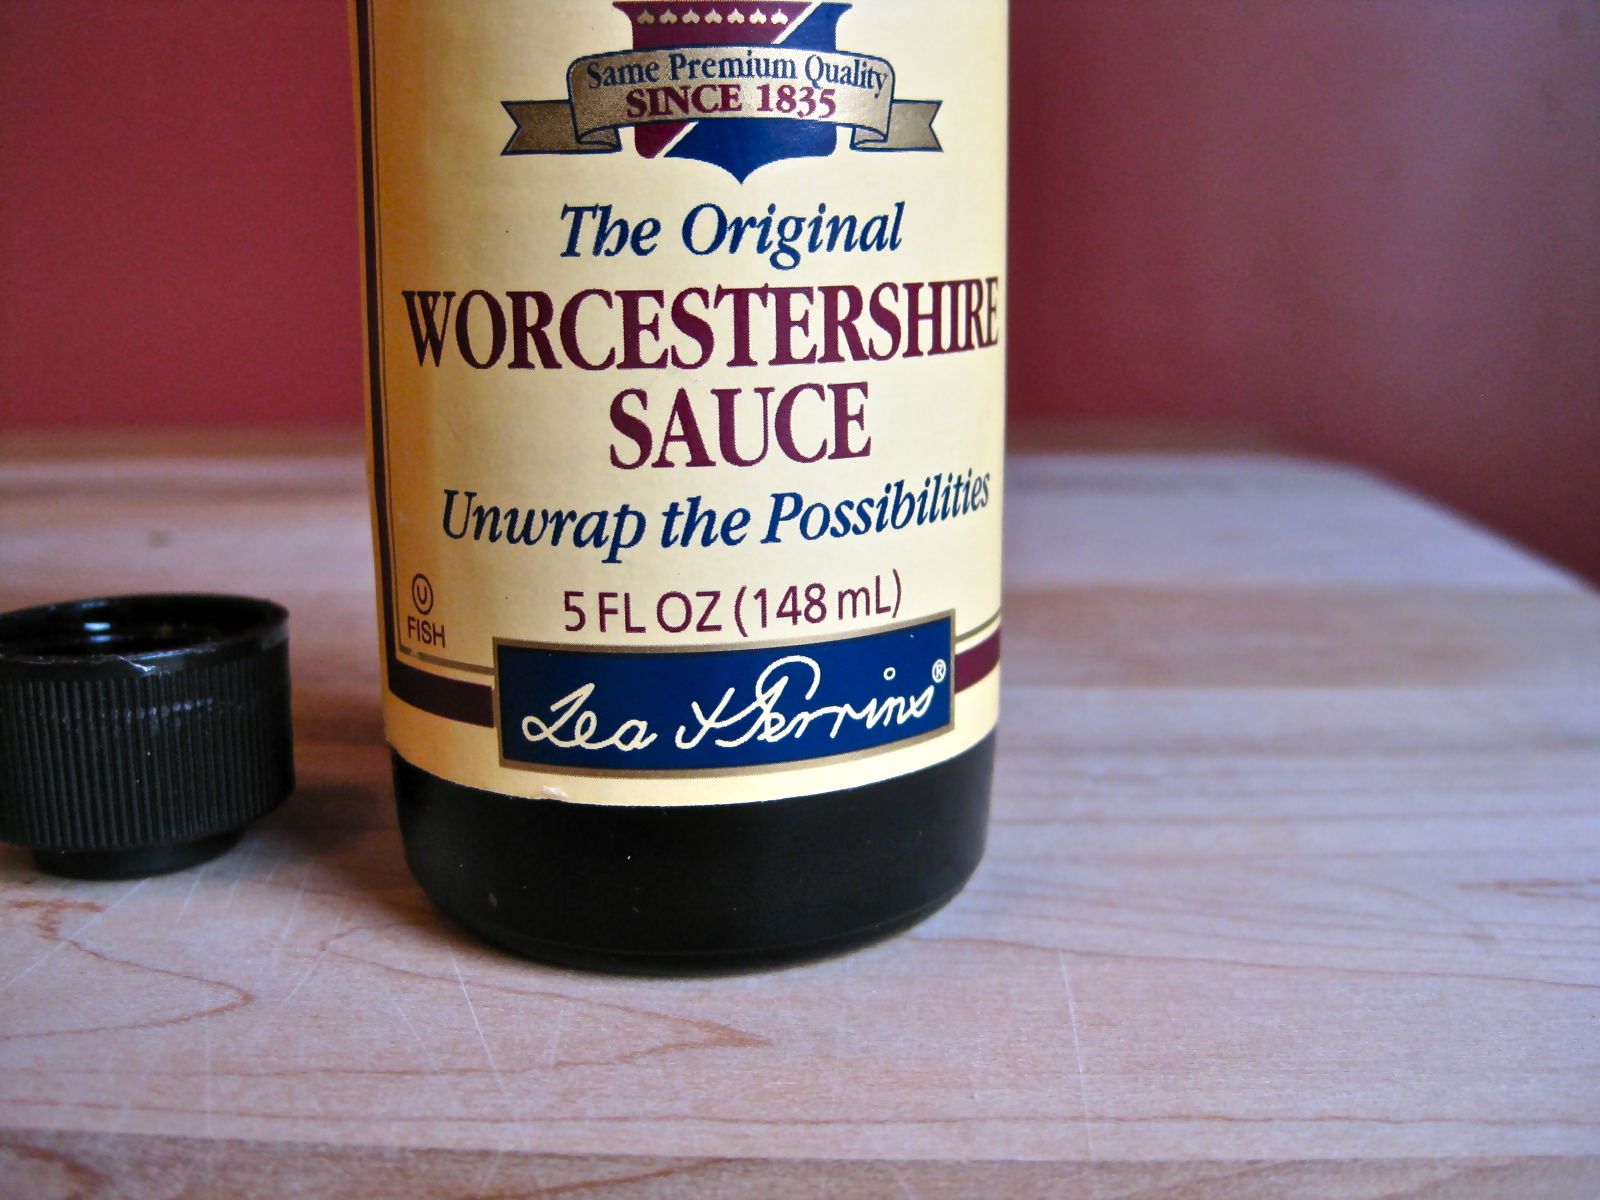 Same Premium Quality
SINCE 1835
The Original
WORCESTERSHIRE
SAUCE
Unwrap the Possibilities
5 FL OZ (148 mL)
U
FISH
Lea & Perrins®